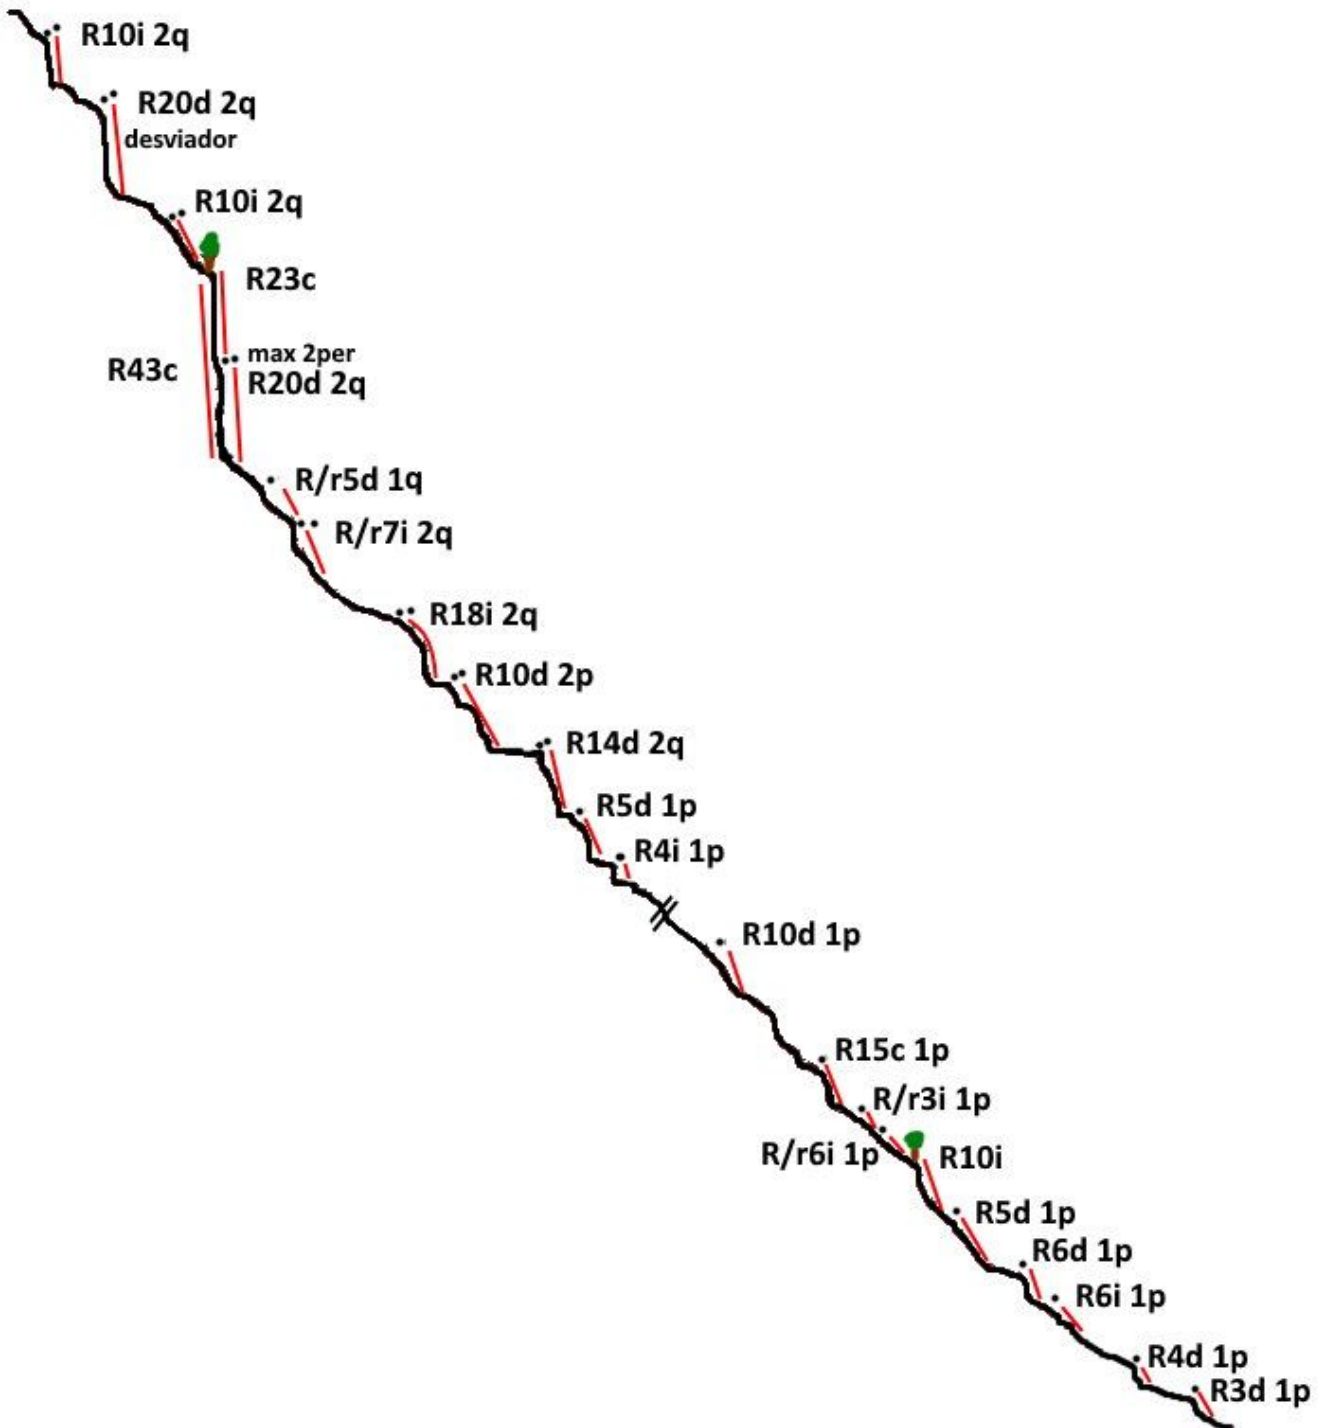 R10i 2q
R20d 2q
desviador
R10i 2q
R23c
R43c
max 2per
R20d 2q
R/r5d 1q
R/r7i 2q
R18i 2q
R10d 2p
R14d 2q
R5d 1p
R4i 1p
R10d 1p
R15c 1p
R/r3i 1p
R/r6i 1p
R10i
R5d 1p
R6d 1p
R6i 1p
R4d 1p
R3d 1p